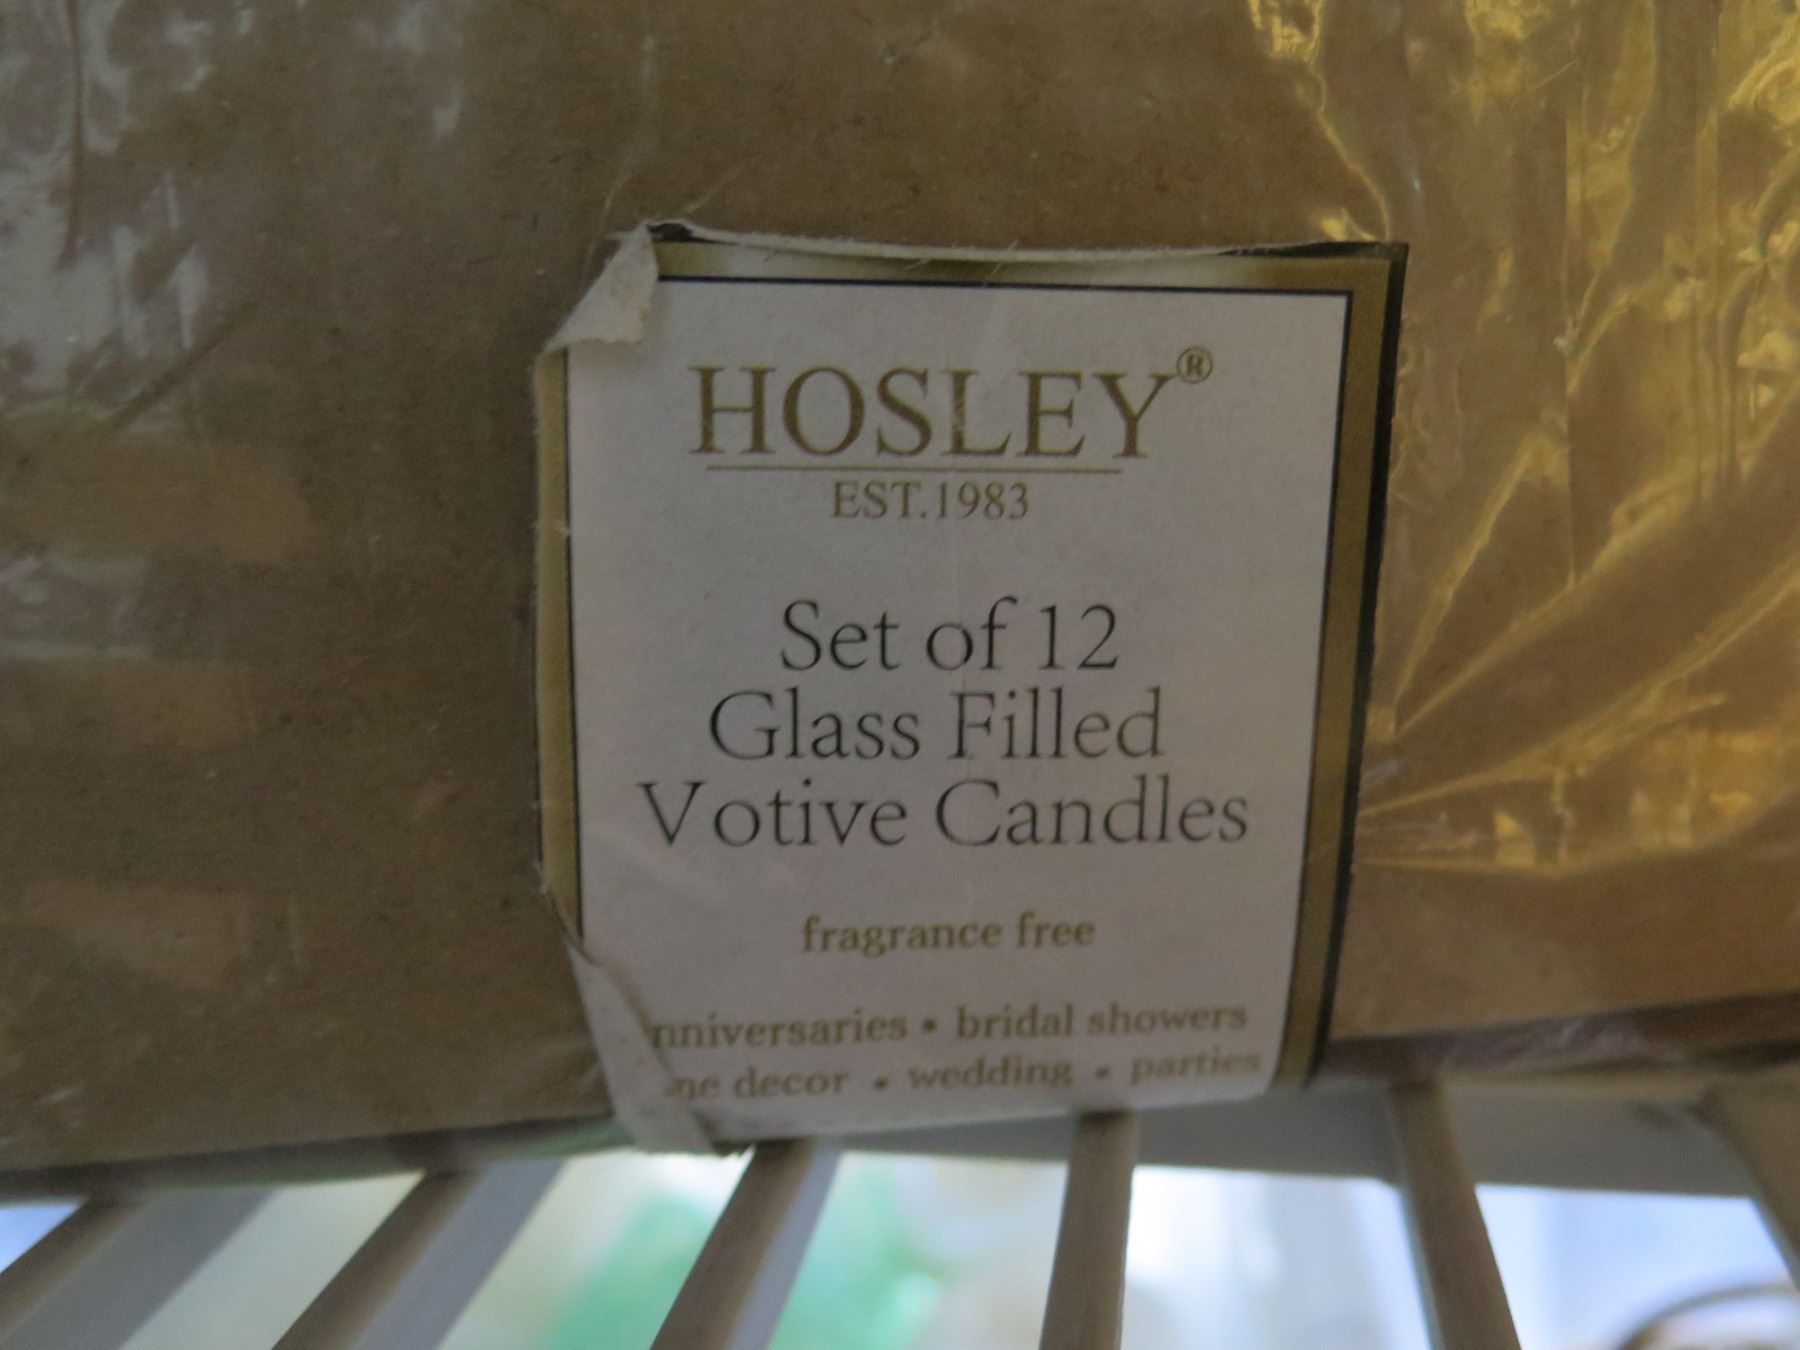 HOSLEY®
EST.1983
Set of 12
Glass Filled
Votive Candles
fragrance free
nniversaries • bridal showers
me decor • wedding • parties